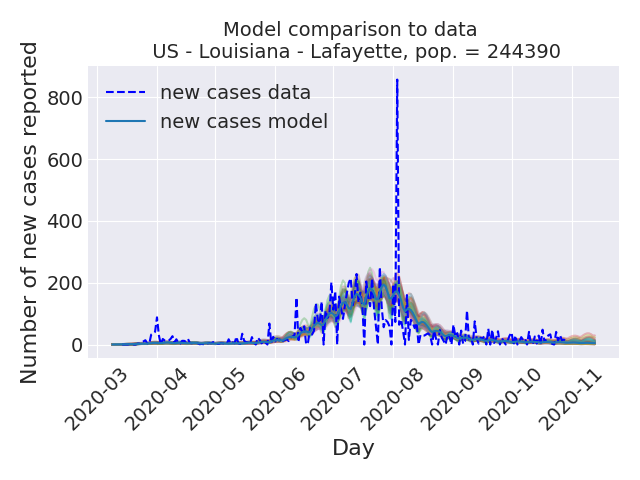 Model comparison to data
US - Louisiana - Lafayette, pop. = 244390
Number of new cases reported
800
600
400
200
0
new cases data
new cases model
2020-03
2020-04
2020-05
2020-06
2020-07
2020-08
2020-09
2020-10
2020-11
Day